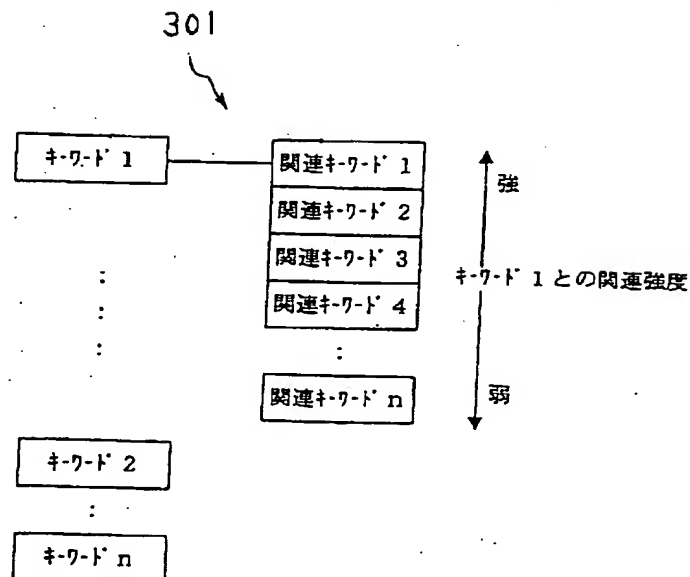 301
ｷｰﾜｰﾄﾞ 1
関連ｷｰﾜｰﾄﾞ 1
強
関連ｷｰﾜｰﾄﾞ 2
関連ｷｰﾜｰﾄﾞ 3
ｷｰﾜｰﾄﾞ 1との関連強度
関連ｷｰﾜｰﾄﾞ 4
:
:
:
:
関連ｷｰﾜｰﾄﾞ n
弱
ｷｰﾜｰﾄﾞ 2
:
ｷｰﾜｰﾄﾞ n